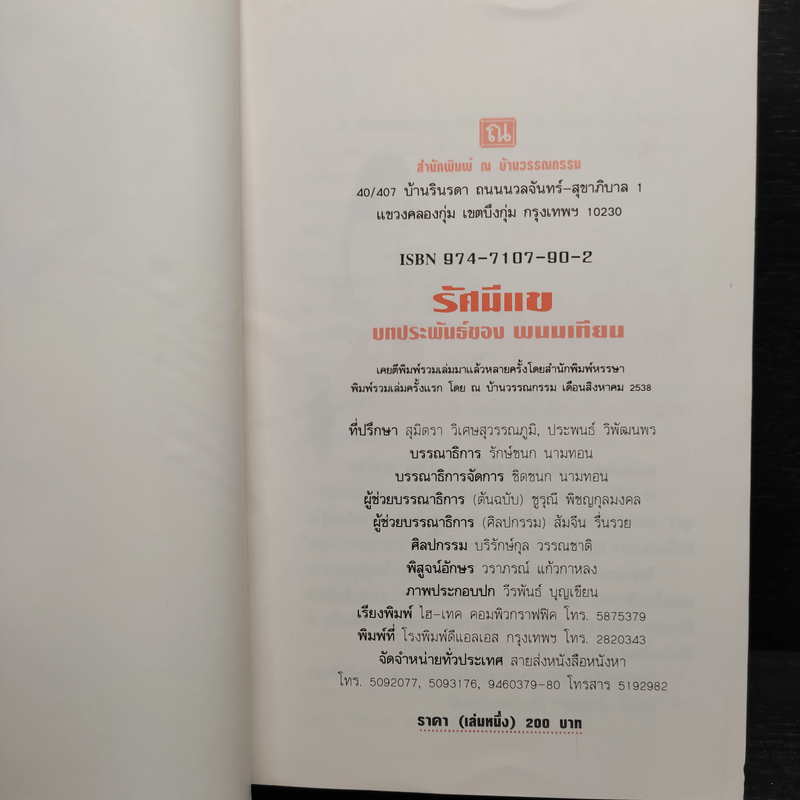 ณ
สำนักพิมพ์ ณ บ้านวรรณกรรม
40/407 บ้านรินรดา ถนนนวลจันทร์-สุขาภิบาล 1
แขวงคลองกุ่ม เขตบึงกุ่ม กรุงเทพฯ 10230
ISBN 974-7107-90-2
รัศมีแข
บทประพันธ์ของ พนมเทียน
เคยตีพิมพ์รวมเล่มมาแล้วหลายครั้งโดยสำนักพิมพ์หรรษา
พิมพ์รวมเล่มครั้งแรก โดย ณ บ้านวรรณกรรม เดือนสิงหาคม 2538
ที่ปรึกษา สุมิตรา วิเศษสุวรรณภูมิ, ประพนธ์ วิพัฒนพร
บรรณาธิการ รักษ์ชนก นามทอน
บรรณาธิการจัดการ ชิดชนก นามทอน
ผู้ช่วยบรรณาธิการ (ต้นฉบับ) ชูรุณี พิชญกุลมงคล
ผู้ช่วยบรรณาธิการ (ศิลปกรรม) สัมจีน รื่นรวย
ศิลปกรรม บริรักษ์กุล วรรณชาติ
พิสูจน์อักษร วราภรณ์ แก้วกาหลง
ภาพประกอบปก วีรพันธ์ บุญเขียน
เรียงพิมพ์ ไฮ-เทค คอมพิวกราฟฟิค โทร. 5875379
พิมพ์ที่ โรงพิมพ์ดีแอลเอส กรุงเทพฯ โทร. 2820343
จัดจำหน่ายทั่วประเทศ สายส่งหนังสือหนังหา
โทร. 5092077, 5093176, 9460379-80 โทรสาร 5192982
ราคา (เล่มหนึ่ง) 200 บาท